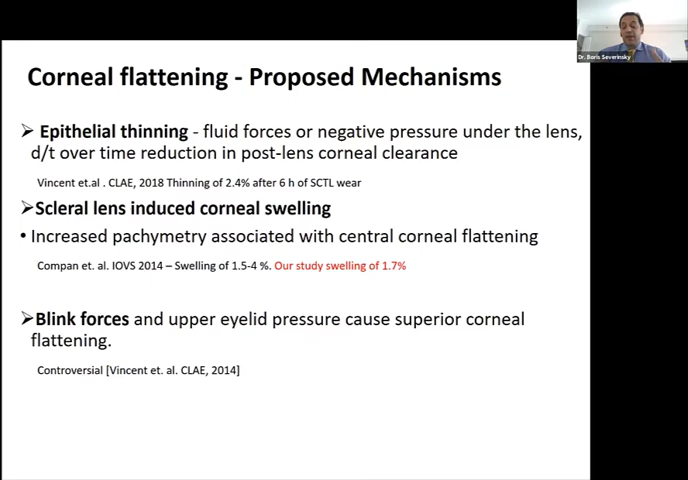 Dr. Boris Severinsky
Corneal flattening - Proposed Mechanisms
➢ Epithelial thinning - fluid forces or negative pressure under the lens,
d/t over time reduction in post-lens corneal clearance
Vincent et.al . CLAE, 2018 Thinning of 2.4% after 6 h of SCTL wear
➢Scleral lens induced corneal swelling
• Increased pachymetry associated with central corneal flattening
Compan et. al. IOVS 2014 – Swelling of 1.5-4 %. Our study swelling of 1.7%
➢Blink forces and upper eyelid pressure cause superior corneal
flattening.
Controversial [Vincent et. al. CLAE, 2014]